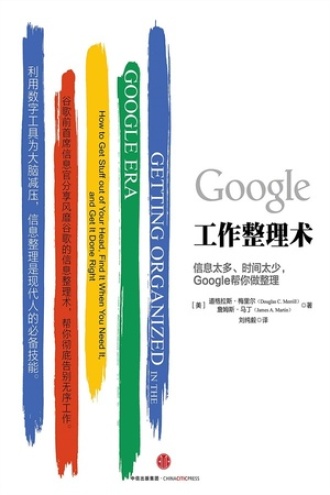 利用数字工具为大脑减压，信息整理是现代人的必备技能。
谷歌前首席信息官分享风靡谷歌的信息整理术，帮你彻底告别无序工作。
How to Get Stuff out of Your Head, Find It When You Need It,
and Get It Done Right
GETTING ORGANIZED IN THE
GOOGLE ERA
Google
工作整理术
信息太多、时间太少，
Google帮你做整理
[美] 道格拉斯·梅里尔（Douglas C. Merrill）
詹姆斯·马丁（James A. Martin）
著
刘纯毅 译
中信出版集团·CHINACITICPRESS